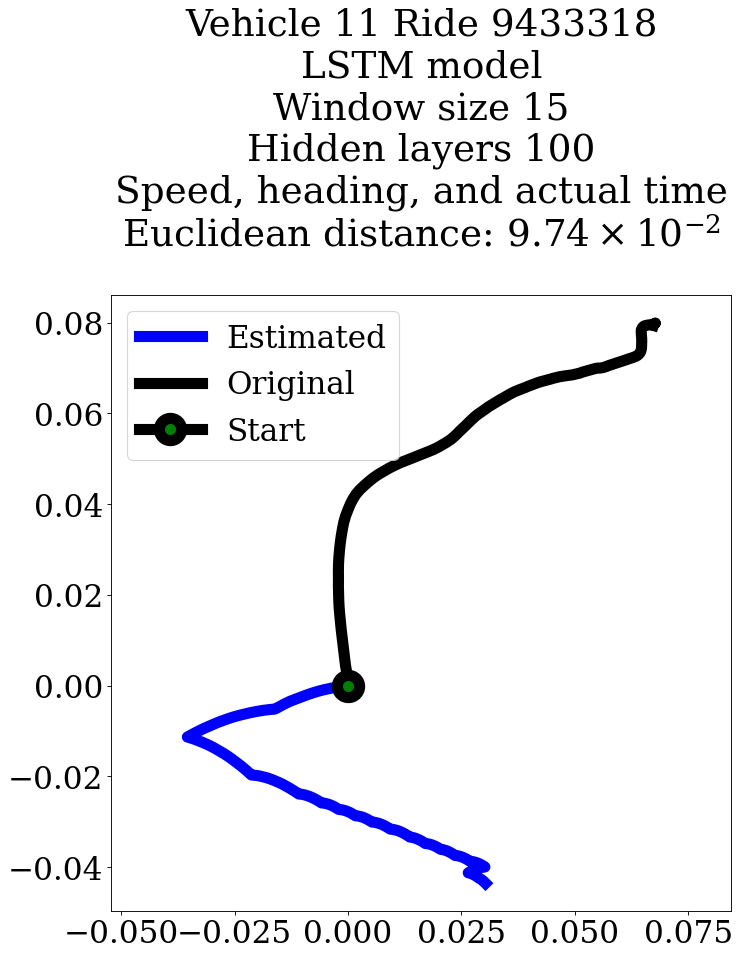 Vehicle 11 Ride 9433318
LSTM model
Window size 15
Hidden layers 100
Speed, heading, and actual time
Euclidean distance: 9.74 × 10⁻²
Estimated
Original
Start
0.08
0.06
0.04
0.02
0.00
−0.02
−0.04
−0.050 −0.025 0.000 0.025 0.050 0.075